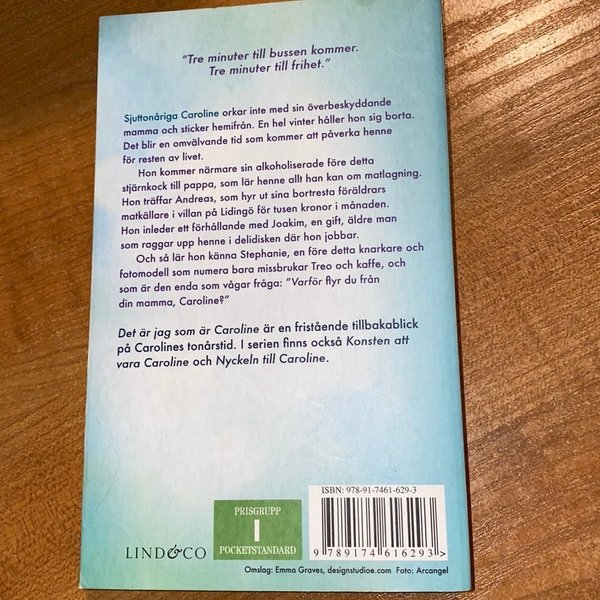 "Tre minuter till bussen kommer.
Tre minuter till frihet."
Sjuttonåriga Caroline orkar inte med sin överbeskyddande
mamma och sticker hemifrån. En hel vinter håller hon sig borta.
Det blir en omvälvande tid som kommer att påverka henne
för resten av livet.
Hon kommer närmare sin alkoholiserade före detta
stjärnkock till pappa, som lär henne allt han kan om matlagning.
Hon träffar Andreas, som hyr ut sina bortresta föräldrars
matkällare i villan på Lidingö för tusen kronor i månaden.
Hon inleder ett förhållande med Joakim, en gift, äldre man
som raggar upp henne i delidisken där hon jobbar.
Och så lär hon känna Stephanie, en före detta knarkare och
fotomodell som numera bara missbrukar Treo och kaffe, och
som är den enda som vågar fråga: "Varför flyr du från
din mamma, Caroline?"
Det är jag som är Caroline är en fristående tillbakablick
på Carolines tonårstid. I serien finns också Konsten att
vara Caroline och Nyckeln till Caroline.
ISBN: 978-91-7461-629-3
PRISGRUPP
1
POCKETSTANDARD
LIND&CO
9 789174 616293 >
Omslag: Emma Graves, designstudioe.com Foto: Arcangel